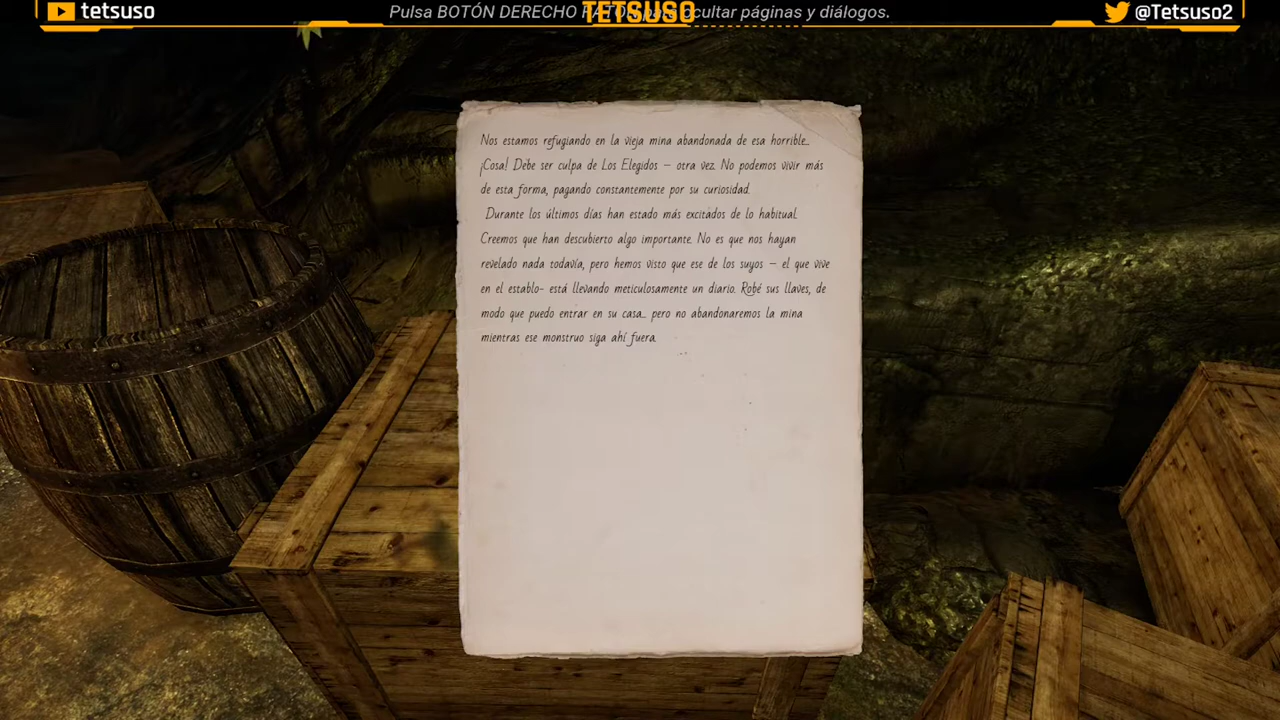 tetsuso
Pulsa BOTÓN DERECHO RATÓN para ocultar páginas y diálogos.
TETSUSO
@Tetsuso2
Nos estamos refugiando en la vieja mina abandonada de esa horrible...
¡Cosa! Debe ser culpa de Los Elegidos – otra vez. No podemos vivir más
de esta forma, pagando constantemente por su curiosidad.
Durante los últimos días han estado más excitados de lo habitual.
Creemos que han descubierto algo importante. No es que nos hayan
revelado nada todavía, pero hemos visto que ese de los suyos – el que vive
en el establo- está llevando meticulosamente un diario. Robé sus llaves, de
modo que puedo entrar en su casa... pero no abandonaremos la mina
mientras ese monstruo siga ahí fuera.